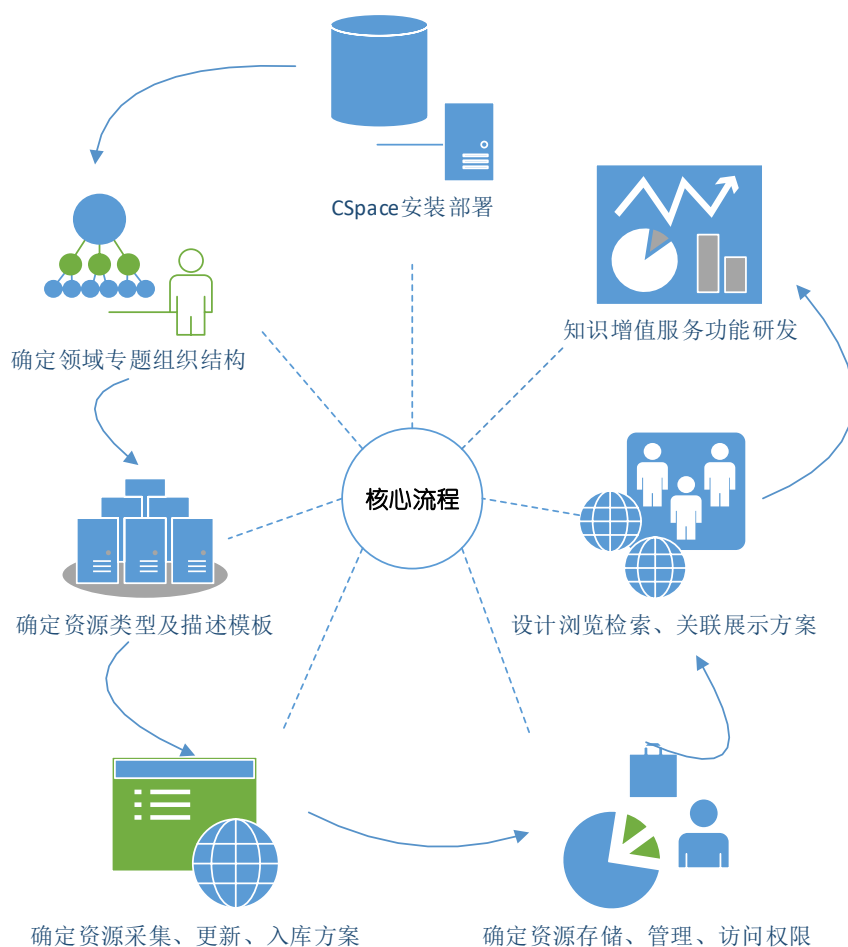 CSpace安装部署
知识增值服务功能研发
确定领域专题组织结构
核心流程
确定资源类型及描述模板
设计浏览检索、关联展示方案
确定资源采集、更新、入库方案
确定资源存储、管理、访问权限